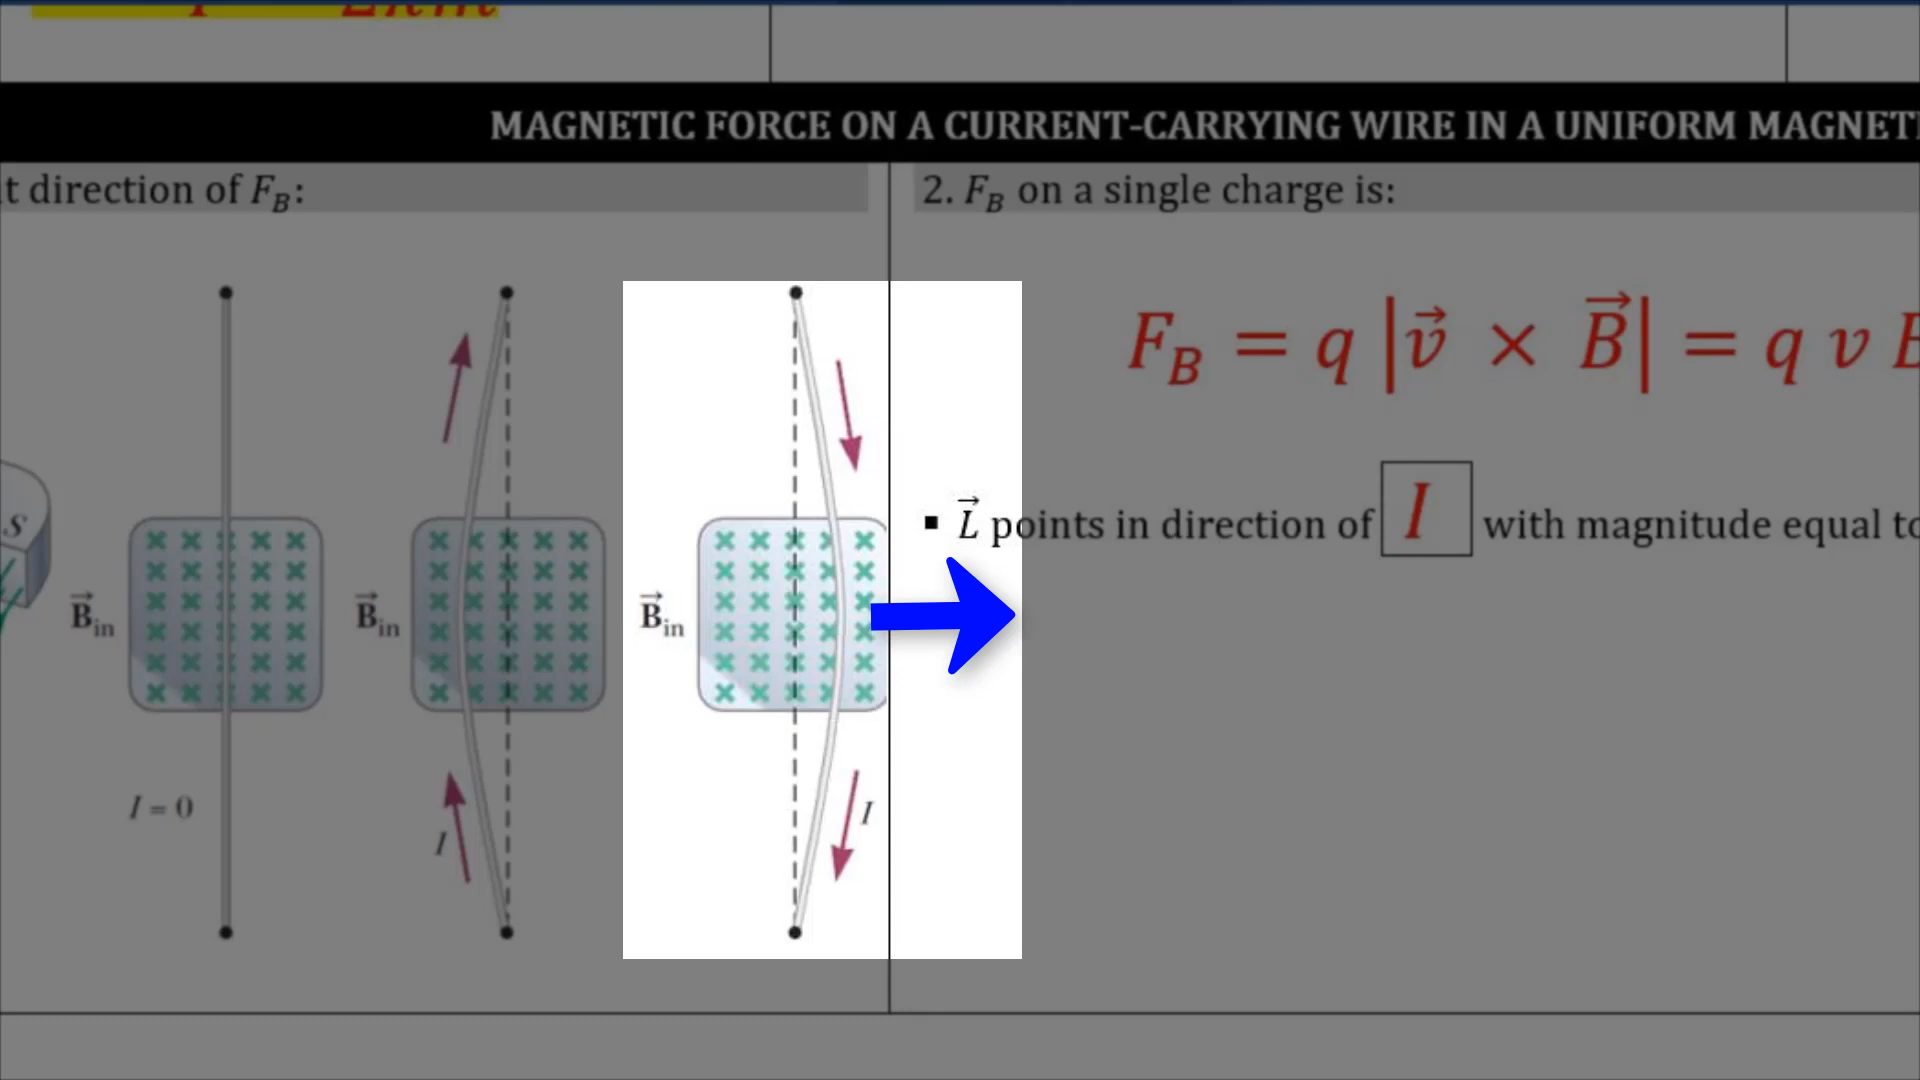 MAGNETIC FORCE ON A CURRENT-CARRYING WIRE IN A UNIFORM MAGNET
t direction of F_B:
2. F_B on a single charge is:
F_B = q |v⃗ × B⃗| = q v B
▪ L⃗ points in direction of I with magnitude equal to
S
B⃗in
B⃗in
B⃗in
I = 0
I
I